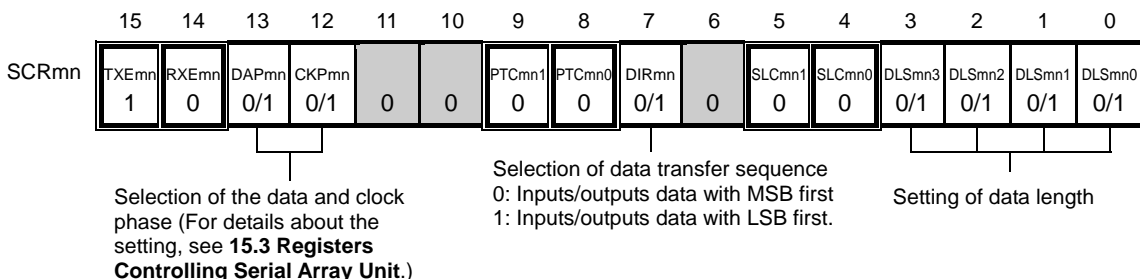 15 14 13 12 11 10 9 8 7 6 5 4 3 2 1 0
SCRmn TXEmn RXEmn DAPmn CKPmn PTCmn1 PTCmn0 DIRmn SLCmn1 SLCmn0 DLSmn3 DLSmn2 DLSmn1 DLSmn0
1 0 0/1 0/1 0 0 0 0 0/1 0 0 0 0/1 0/1 0/1 0/1
Selection of the data and clock
phase (For details about the
setting, see 15.3 Registers
Controlling Serial Array Unit.)
Selection of data transfer sequence
0: Inputs/outputs data with MSB first
1: Inputs/outputs data with LSB first.
Setting of data length